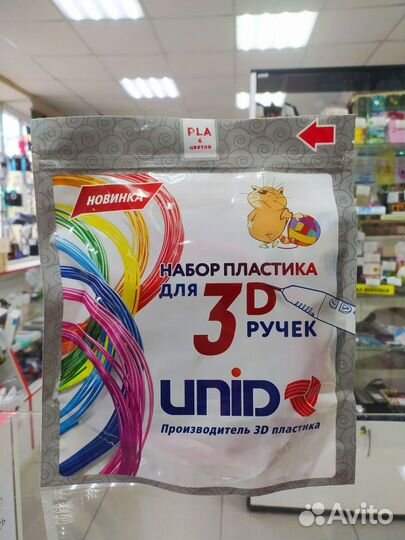 PLA
6
цветов
НОВИНКА
НАБОР ПЛАСТИКА
ДЛЯ 3D
РУЧЕК
UNID
Производитель 3D пластика
Avito